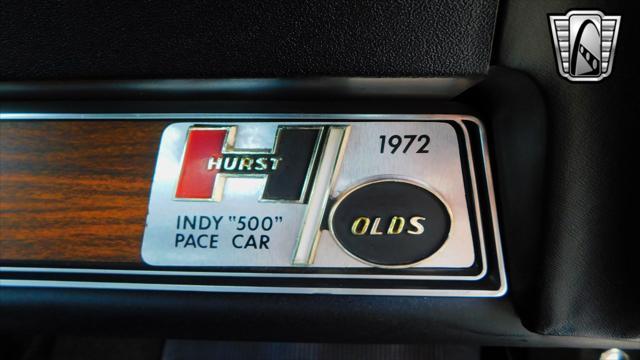 HURST
1972
INDY "500"
PACE CAR
OLDS